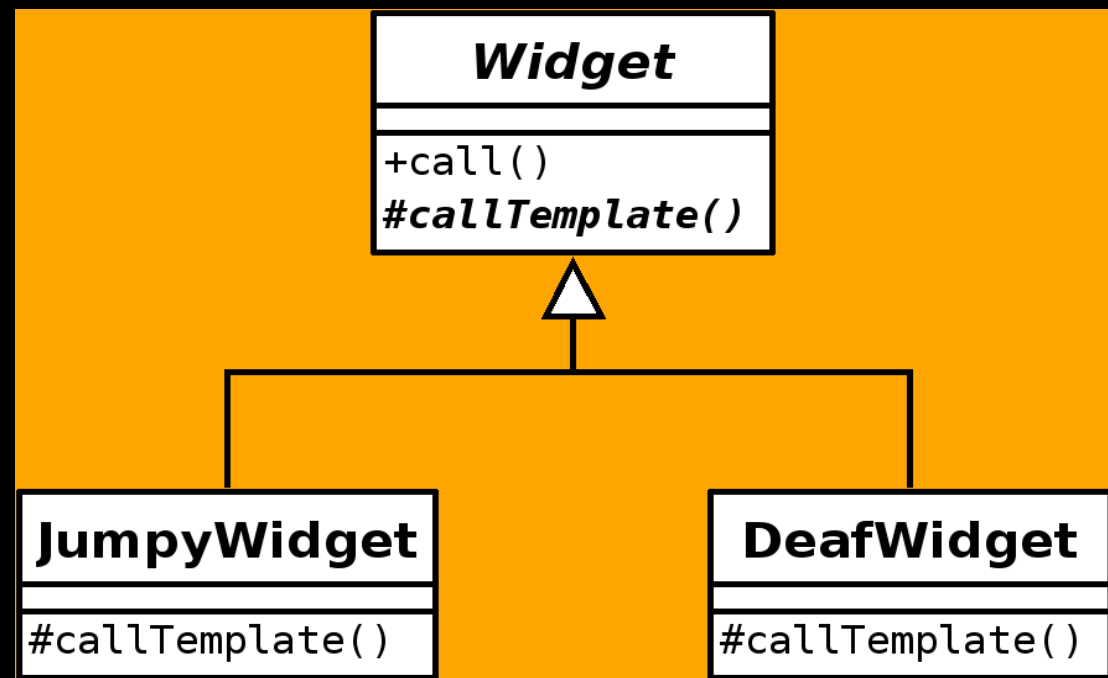 Widget
+call()
#callTemplate()
JumpyWidget
#callTemplate()
DeafWidget
#callTemplate()